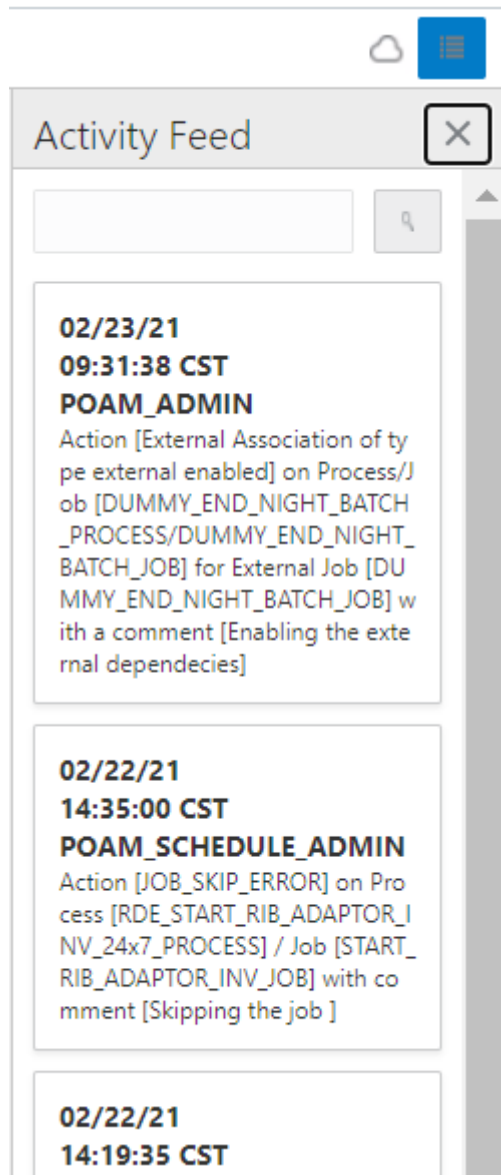 Activity Feed
02/23/21
09:31:38 CST
POAM_ADMIN
Action [External Association of ty
pe external enabled] on Process/J
ob [DUMMY_END_NIGHT_BATCH
_PROCESS/DUMMY_END_NIGHT_
BATCH_JOB] for External Job [DU
MMY_END_NIGHT_BATCH_JOB] w
ith a comment [Enabling the exte
rnal dependecies]
02/22/21
14:35:00 CST
POAM_SCHEDULE_ADMIN
Action [JOB_SKIP_ERROR] on Pro
cess [RDE_START_RIB_ADAPTOR_I
NV_24x7_PROCESS] / Job [START_
RIB_ADAPTOR_INV_JOB] with co
mment [Skipping the job ]
02/22/21
14:19:35 CST